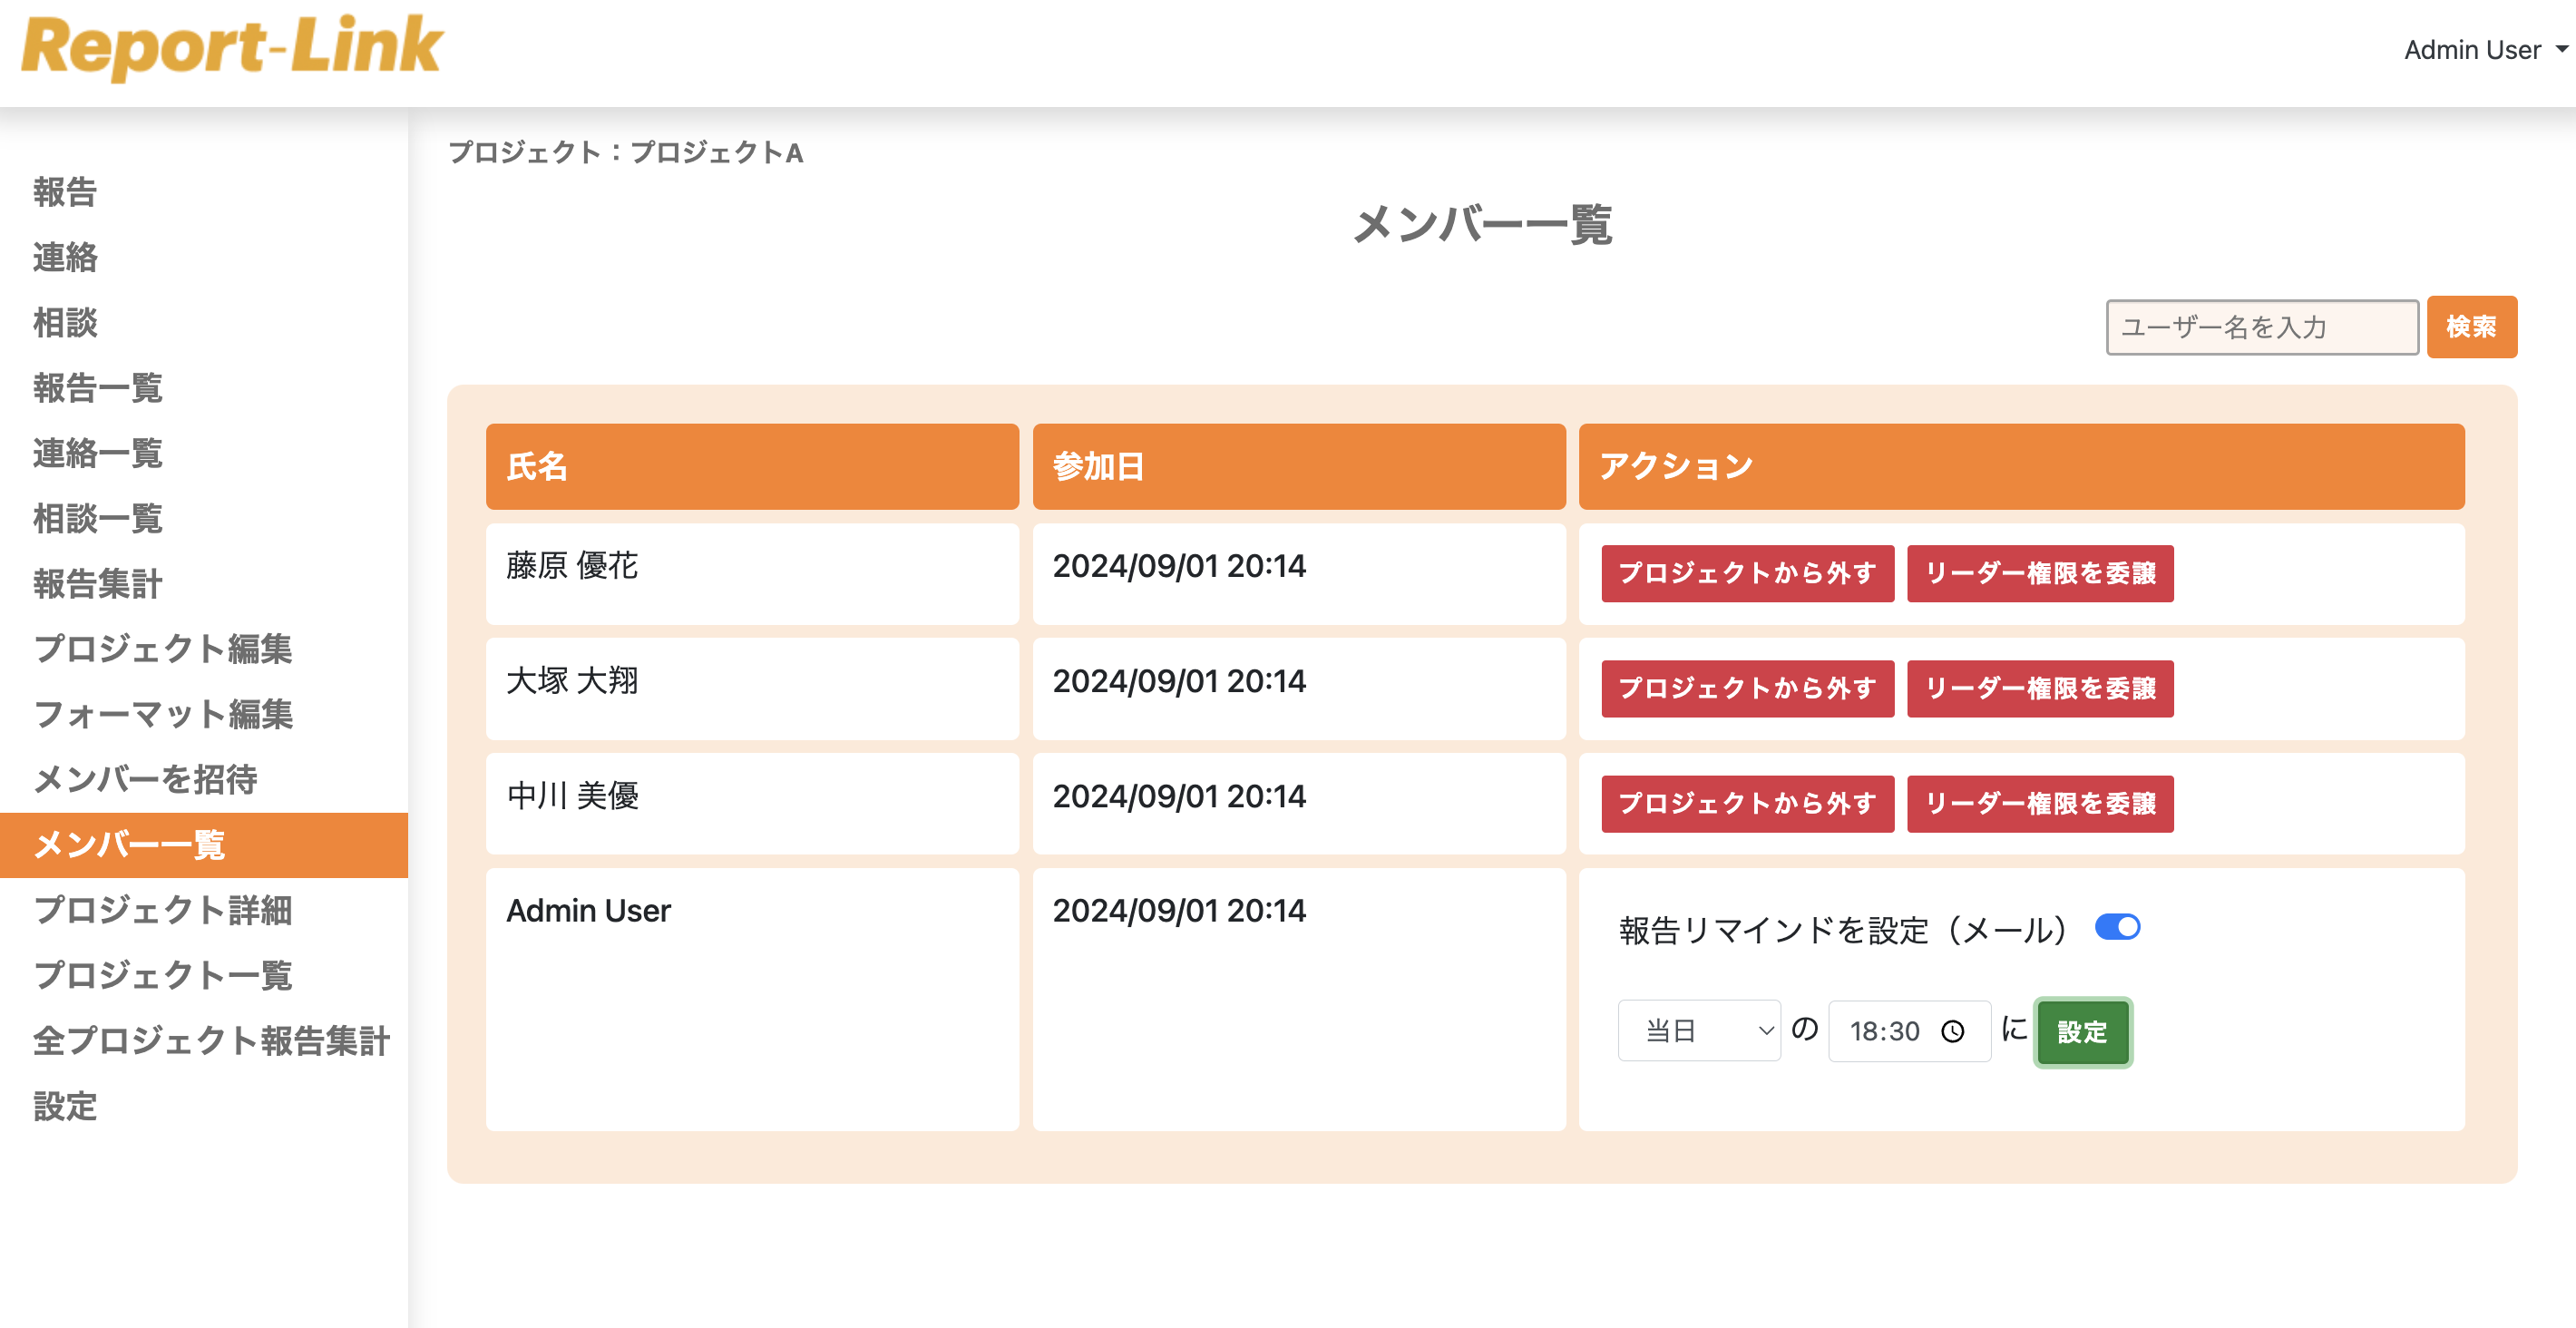 Report-Link
Admin User
報告
連絡
相談
報告一覧
連絡一覧
相談一覧
報告集計
プロジェクト編集
フォーマット編集
メンバーを招待
メンバー一覧
プロジェクト詳細
プロジェクト一覧
全プロジェクト報告集計
設定
プロジェクト：プロジェクトA
メンバー一覧
ユーザー名を入力 検索
氏名 参加日 アクション
藤原 優花 2024/09/01 20:14 プロジェクトから外す リーダー権限を委譲
大塚 大翔 2024/09/01 20:14 プロジェクトから外す リーダー権限を委譲
中川 美優 2024/09/01 20:14 プロジェクトから外す リーダー権限を委譲
Admin User 2024/09/01 20:14 報告リマインドを設定（メール）
当日 の 18:30 に 設定